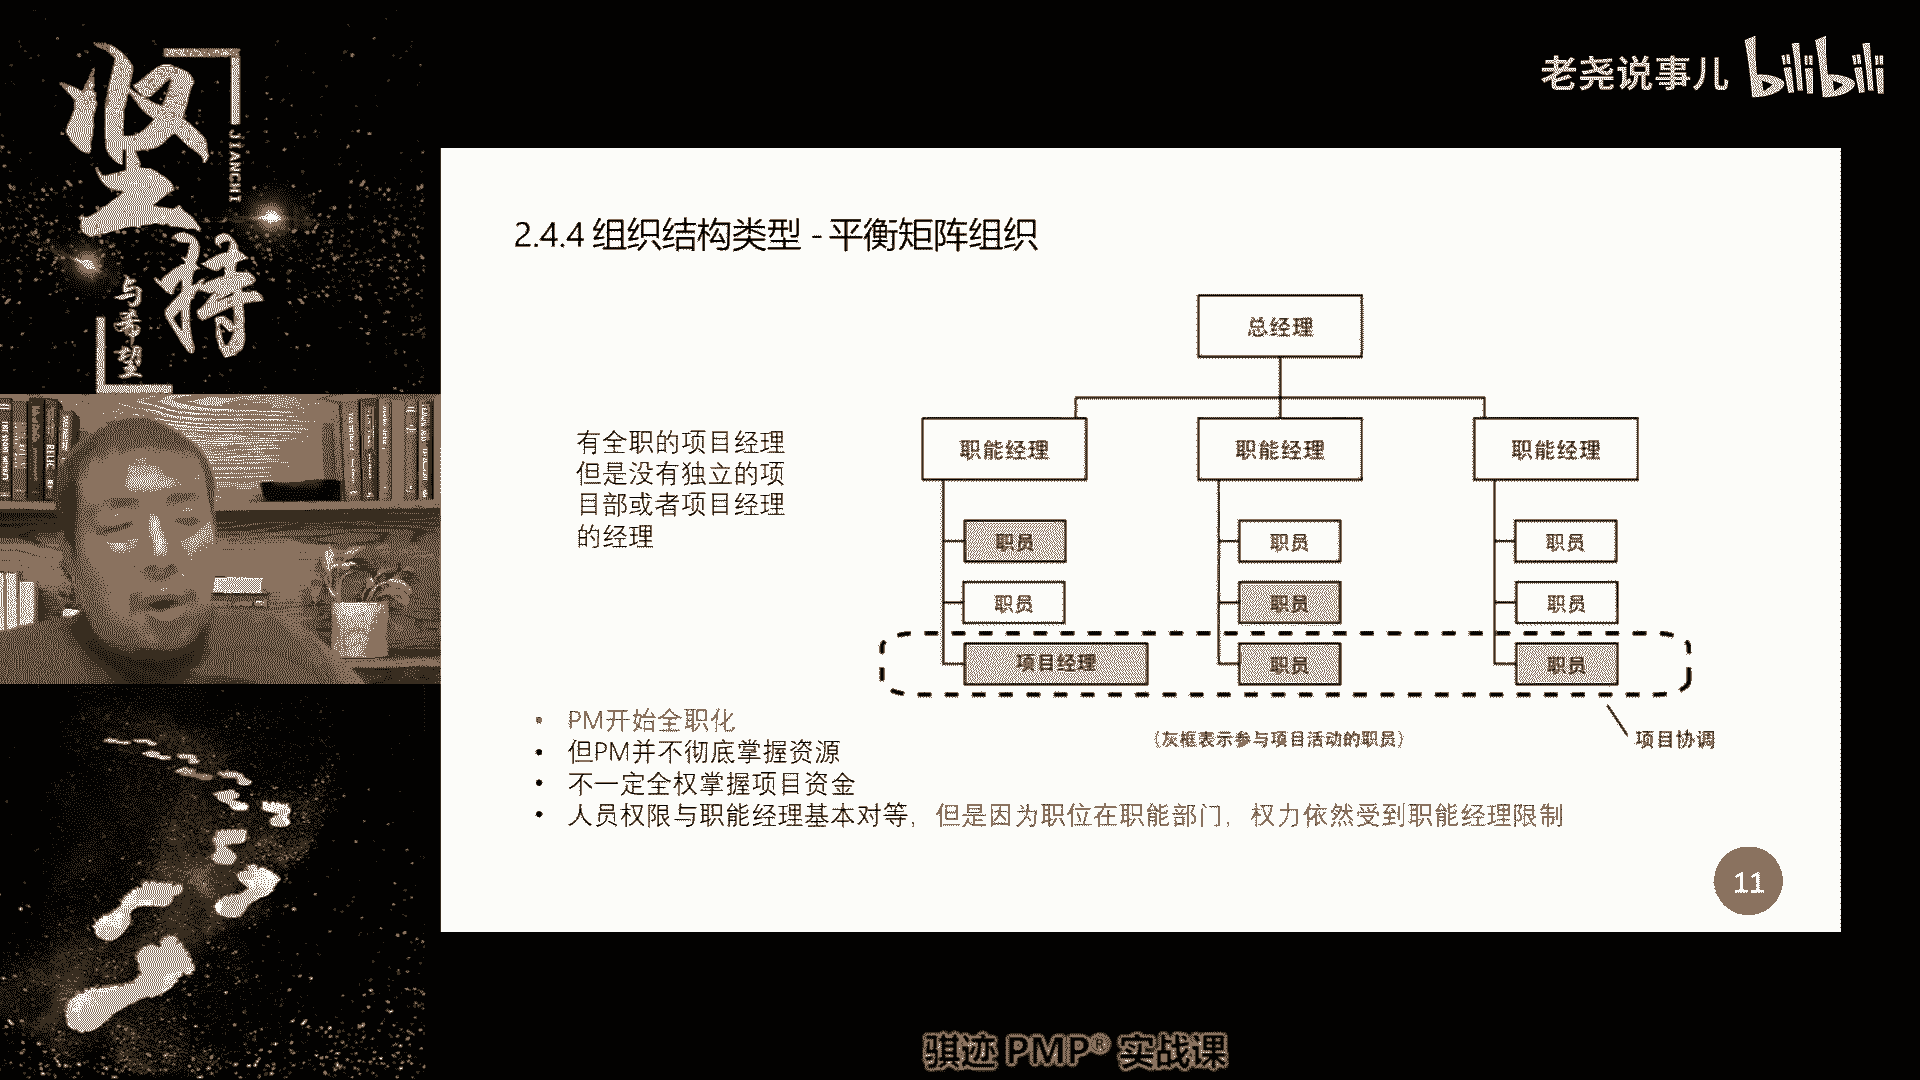 坚持
JIANCHI
与希望
老尧说事儿 bilibili
2.4.4 组织结构类型 - 平衡矩阵组织
总经理
有全职的项目经理
但是没有独立的项
目部或者项目经理
的经理
职能经理 职能经理 职能经理
职员 职员 职员
职员 职员 职员
项目经理 职员 职员
(灰框表示参与项目活动的职员)
项目协调
• PM开始全职化
• 但PM并不彻底掌握资源
• 不一定全权掌握项目资金
• 人员权限与职能经理基本对等，但是因为职位在职能部门，权力依然受到职能经理限制
11
骐迹 PMP® 实战课